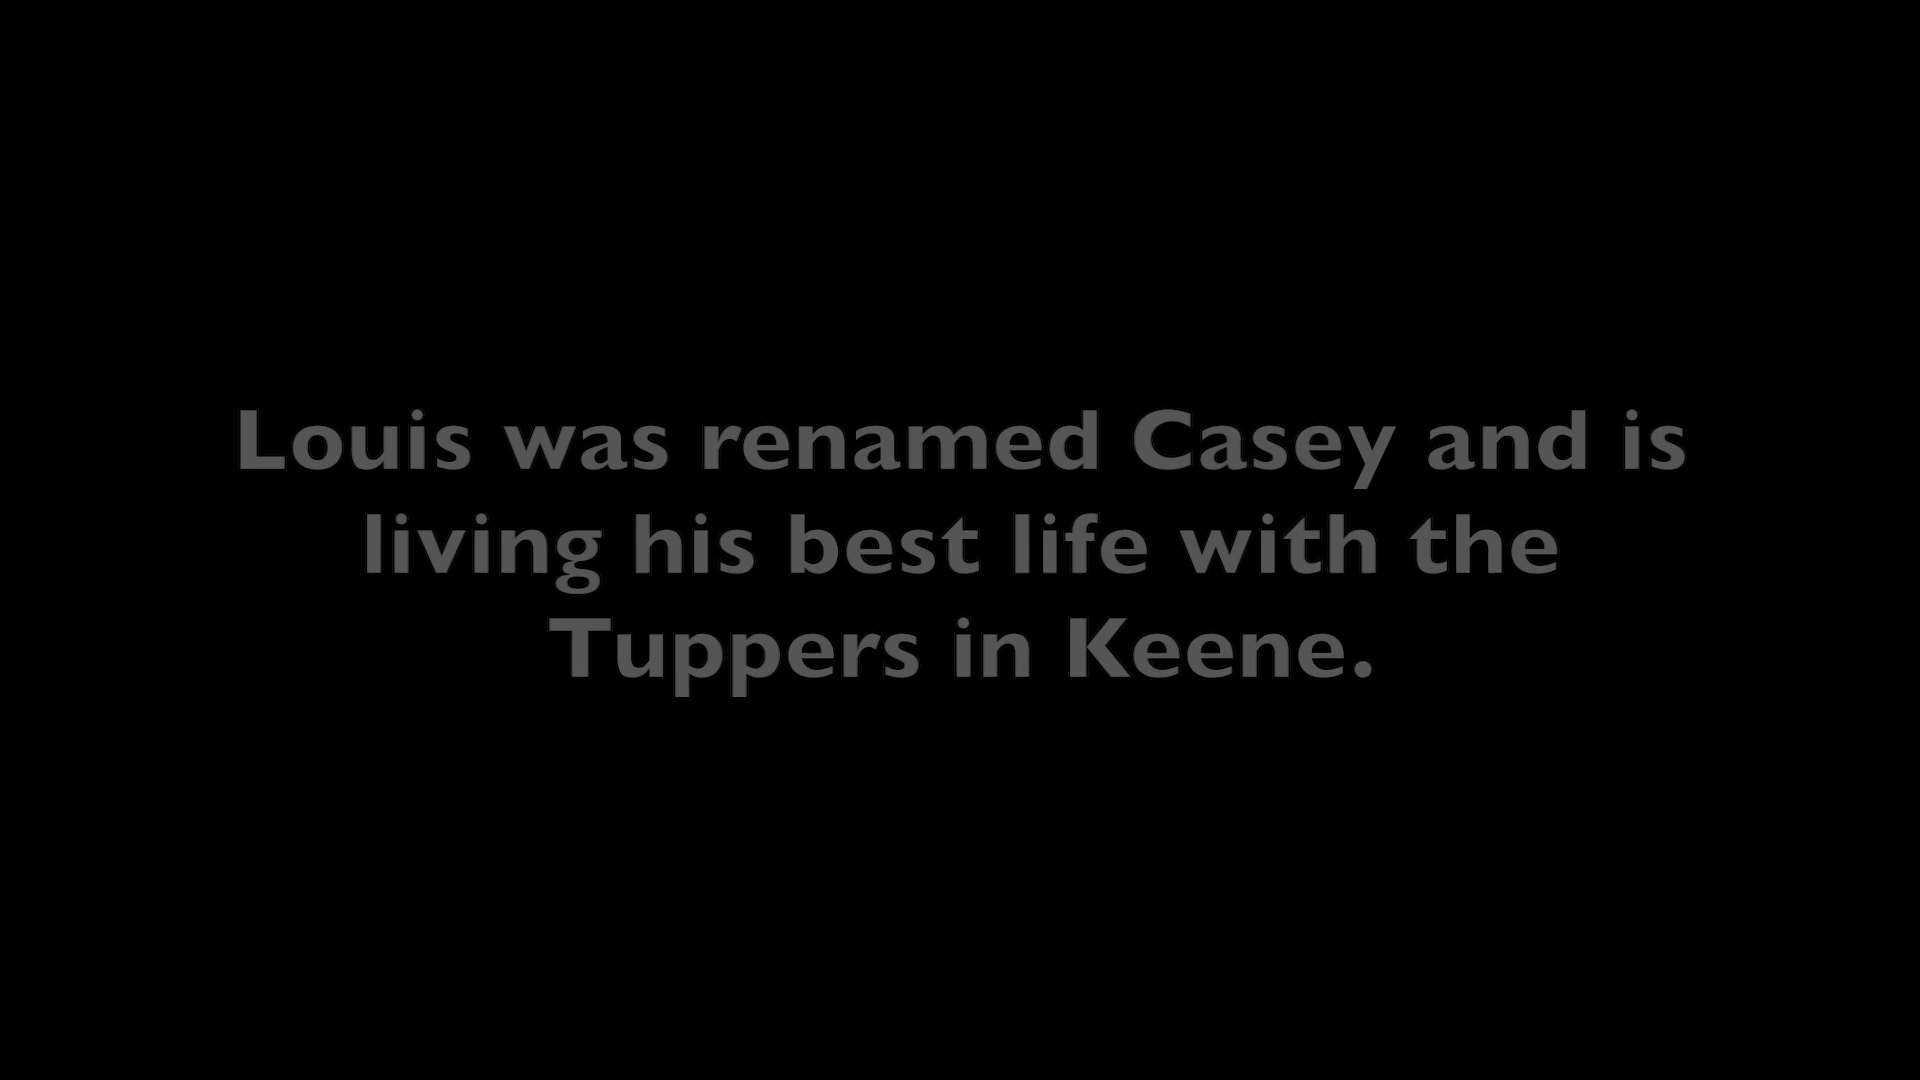 Louis was renamed Casey and is
living his best life with the
Tuppers in Keene.